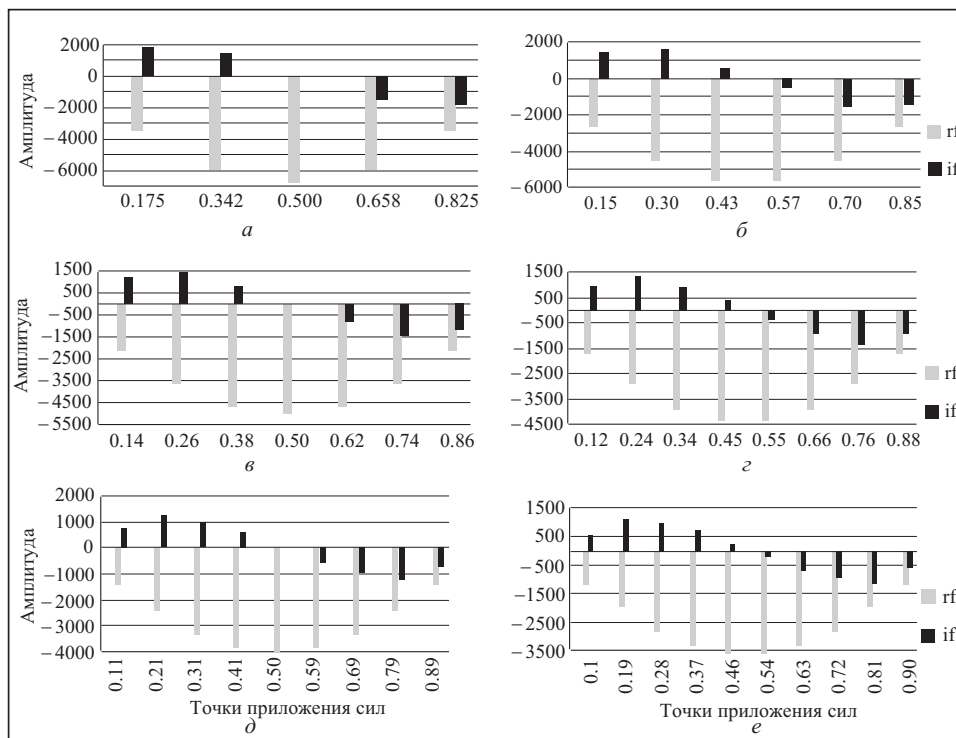 Амплитуда
2000
0
−2000
−4000
−6000
0.175 0.342 0.500 0.658 0.825
а
2000
0
−2000
−4000
−6000
0.15 0.30 0.43 0.57 0.70 0.85
б
rf
if
Амплитуда
1500
500
−500
−1500
−2500
−3500
−4500
−5500
0.14 0.26 0.38 0.50 0.62 0.74 0.86
в
1500
500
−500
−1500
−2500
−3500
−4500
0.12 0.24 0.34 0.45 0.55 0.66 0.76 0.88
г
rf
if
Амплитуда
2000
1000
0
−1000
−2000
−3000
−4000
0.11 0.21 0.31 0.41 0.50 0.59 0.69 0.79 0.89
Точки приложения сил
д
1500
500
−500
−1500
−2500
−3500
0.1 0.19 0.28 0.37 0.46 0.54 0.63 0.72 0.81 0.90
Точки приложения сил
е
rf
if